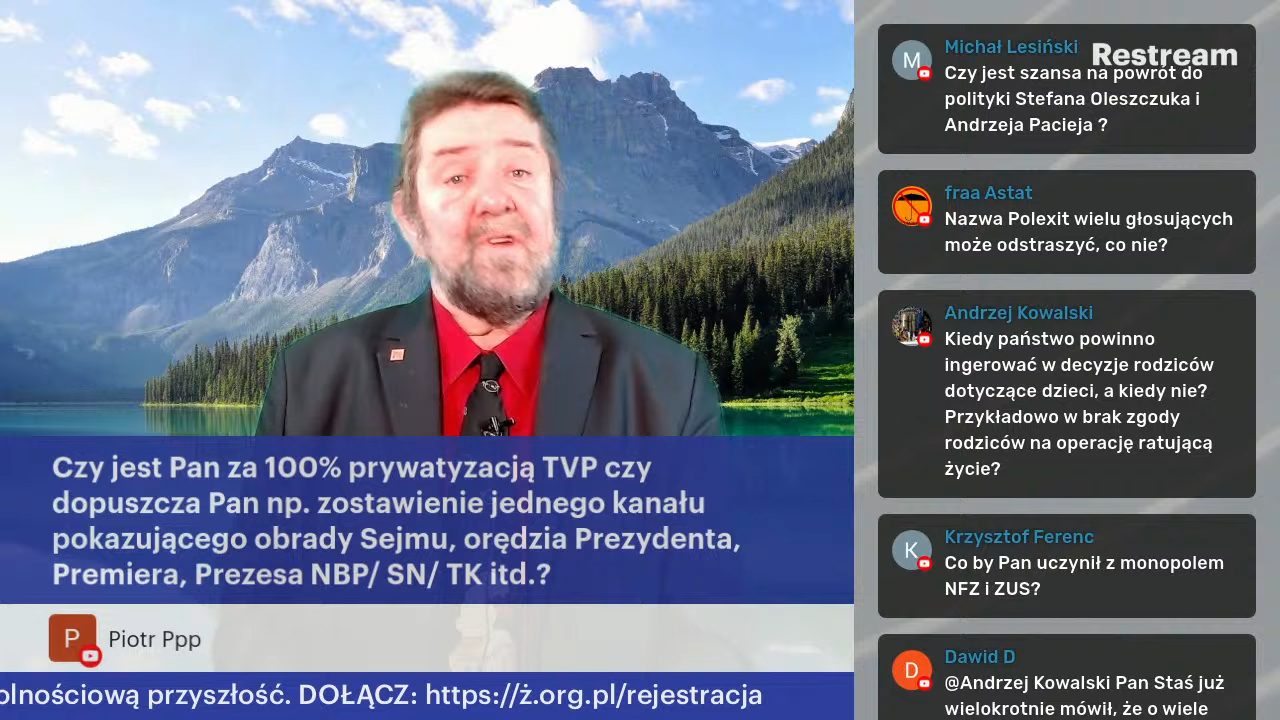 Czy jest Pan za 100% prywatyzacją TVP czy
dopuszcza Pan np. zostawienie jednego kanału
pokazującego obrady Sejmu, orędzia Prezydenta,
Premiera, Prezesa NBP/ SN/ TK itd.?
P
Piotr Ppp
olnościową przyszłość. DOŁĄCZ: https://ż.org.pl/rejestracja
Restream
M
Michał Lesiński
Czy jest szansa na powrót do
polityki Stefana Oleszczuka i
Andrzeja Pacieja ?
fraa Astat
Nazwa Polexit wielu głosujących
może odstraszyć, co nie?
Andrzej Kowalski
Kiedy państwo powinno
ingerować w decyzje rodziców
dotyczące dzieci, a kiedy nie?
Przykładowo w brak zgody
rodziców na operację ratującą
życie?
K
Krzysztof Ferenc
Co by Pan uczynił z monopolem
NFZ i ZUS?
D
Dawid D
@Andrzej Kowalski Pan Staś już
wielokrotnie mówił, że o wiele